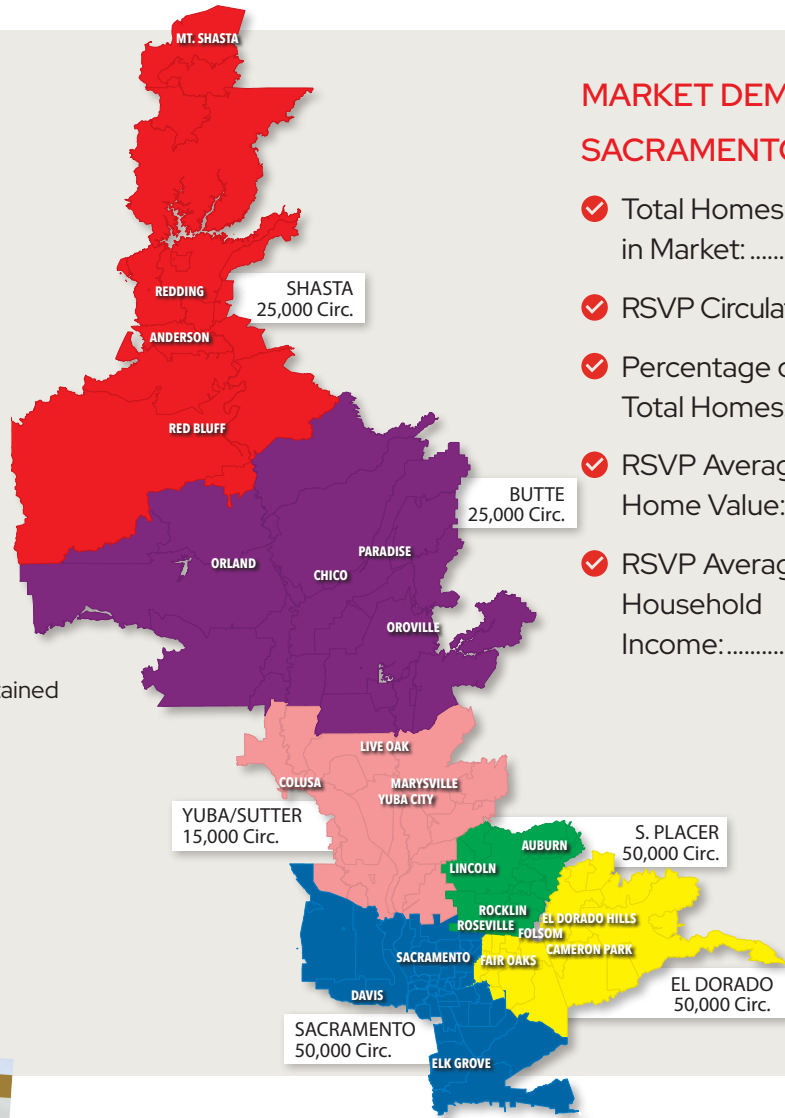 MT. SHASTA
REDDING
ANDERSON
RED BLUFF
SHASTA
25,000 Circ.
ORLAND
CHICO
PARADISE
OROVILLE
BUTTE
25,000 Circ.
LIVE OAK
COLUSA
MARYSVILLE
YUBA CITY
YUBA/SUTTER
15,000 Circ.
AUBURN
LINCOLN
ROCKLIN
ROSEVILLE
S. PLACER
50,000 Circ.
EL DORADO HILLS
FOLSOM
CAMERON PARK
FAIR OAKS
EL DORADO
50,000 Circ.
SACRAMENTO
DAVIS
ELK GROVE
SACRAMENTO
50,000 Circ.
MARKET DEM
SACRAMENTO
Total Homes
in Market: ......
RSVP Circulat
Percentage o
Total Homes
RSVP Averag
Home Value:
RSVP Averag
Household
Income:..........
tained